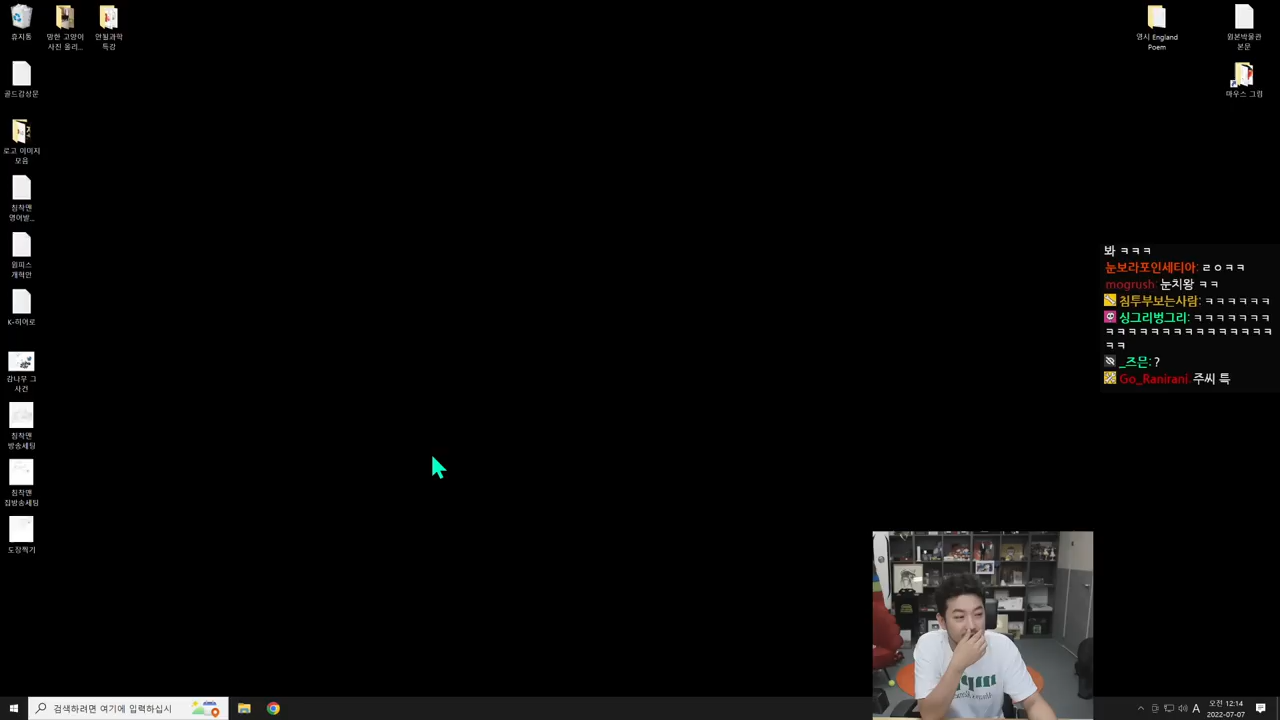 휴지통
망한 고양이
사진 올리...
안될과학
특강
골드감상문
로고 이미지
모음
침착맨
영어발...
원피스
개혁안
K-히어로
감나무 그
사건
침착맨
방송세팅
침착맨
집방송세팅
도장찍기
영시 England
Poem
원본박물관
본문
마우스 그림
봐 ㅋㅋㅋ
눈보라포인세티아: ㄹㅇㅋㅋ
mogrush: 눈치왕 ㅋㅋ
침투부보는사람: ㅋㅋㅋㅋㅋㅋ
싱그리벙그리: ㅋㅋㅋㅋㅋㅋㅋ
ㅋㅋㅋㅋㅋㅋㅋㅋㅋㅋㅋㅋㅋㅋㅋ
ㅋㅋ
_즈믄: ?
Go_Ranirani: 주씨 특
검색하려면 여기에 입력하십시
A
오전 12:14
2022-07-07